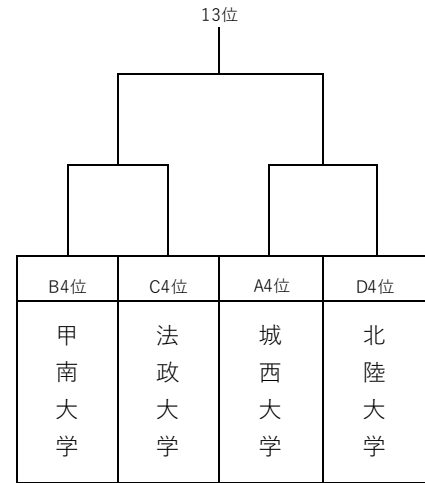 13位
B4位
C4位
A4位
D4位
甲南大学
法政大学
城西大学
北陸大学